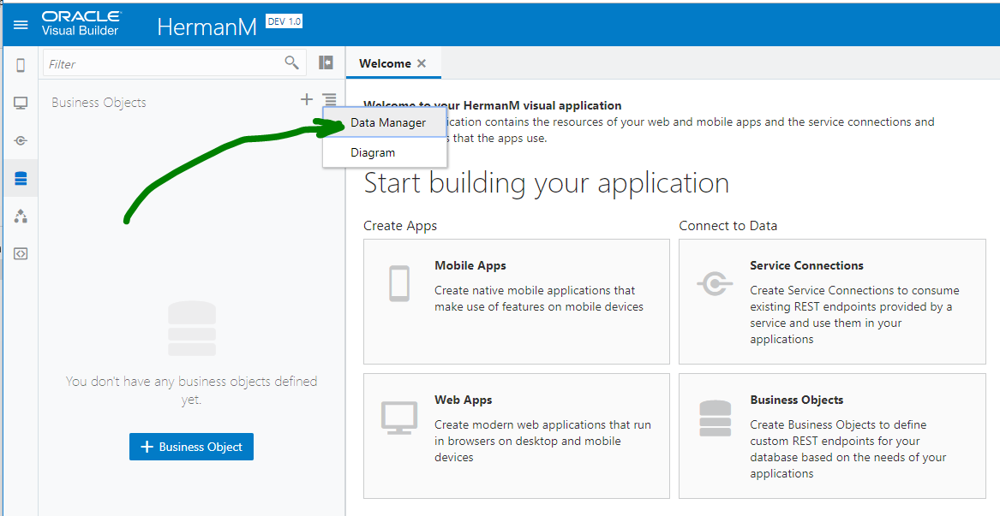 ORACLE
Visual Builder
HermanM
DEV 1.0
Filter
Welcome
Business Objects
Data Manager
Diagram
You don't have any business objects defined
yet.
Business Object
Welcome to your HermanM visual application
ication contains the resources of your web and mobile apps and the service connections and
s that the apps use.
Start building your application
Create Apps
Connect to Data
Mobile Apps
Create native mobile applications that
make use of features on mobile devices
Service Connections
Create Service Connections to consume
existing REST endpoints provided by a
service and use them in your
applications
Web Apps
Create modern web applications that run
in browsers on desktop and mobile
devices
Business Objects
Create Business Objects to define
custom REST endpoints for your
database based on the needs of your
applications